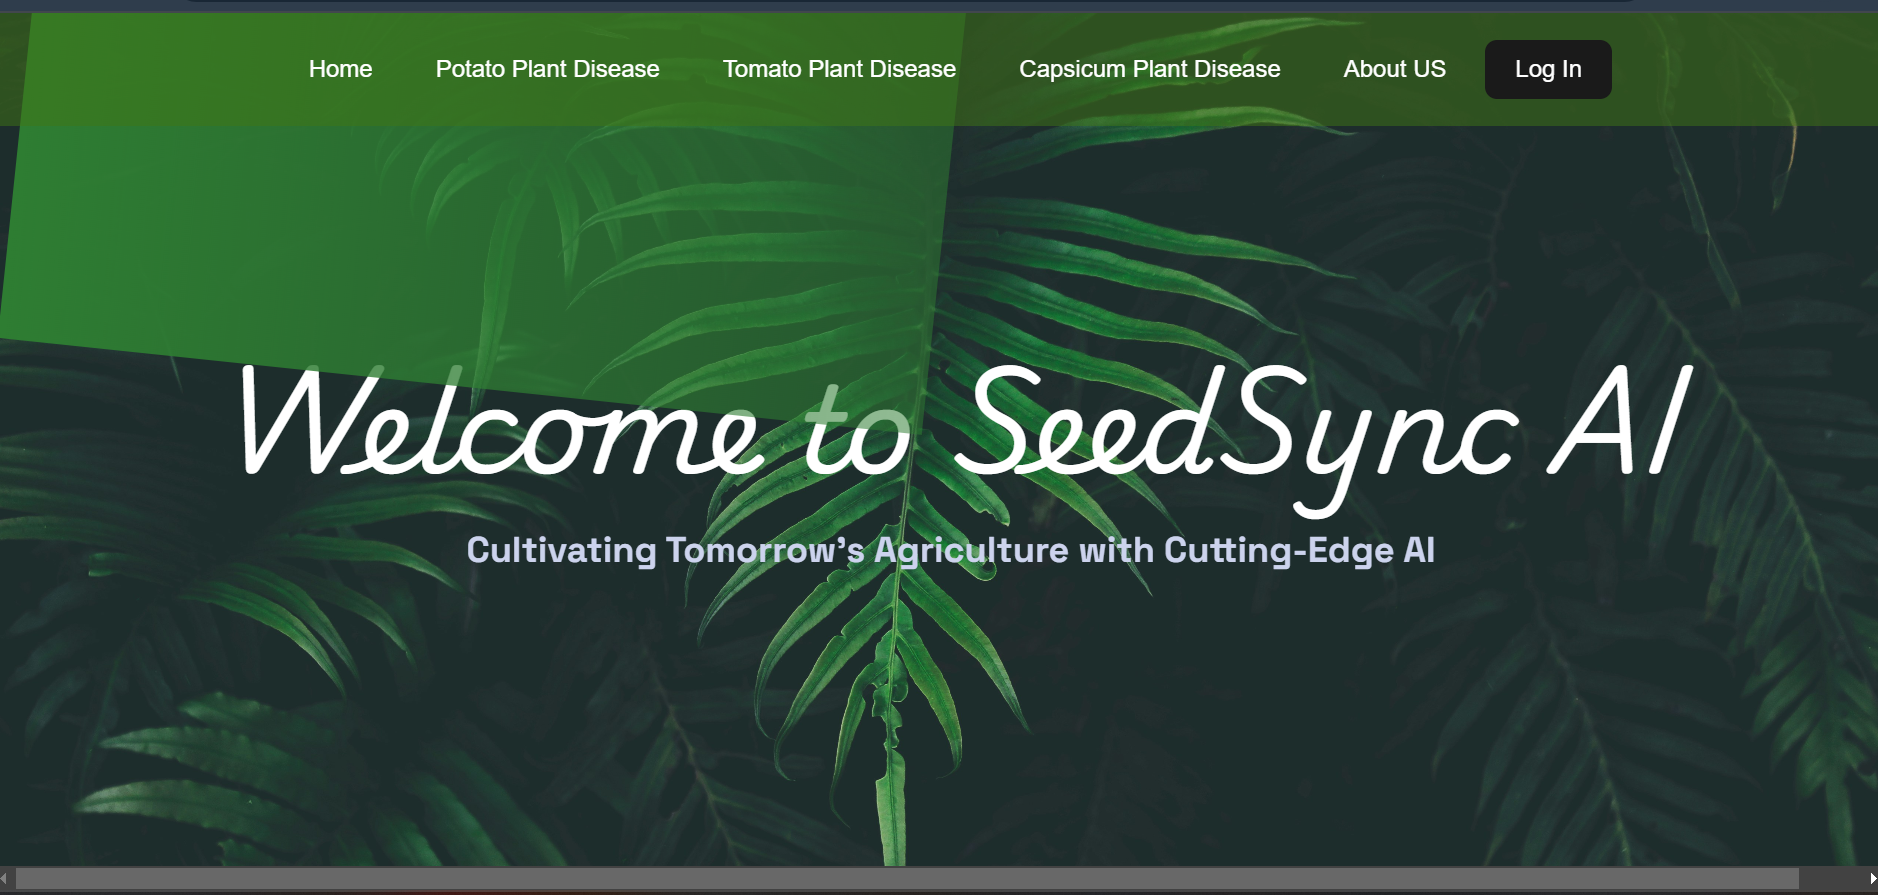 Home Potato Plant Disease Tomato Plant Disease Capsicum Plant Disease About US Log In
Welcome to SeedSync AI
Cultivating Tomorrow's Agriculture with Cutting-Edge AI